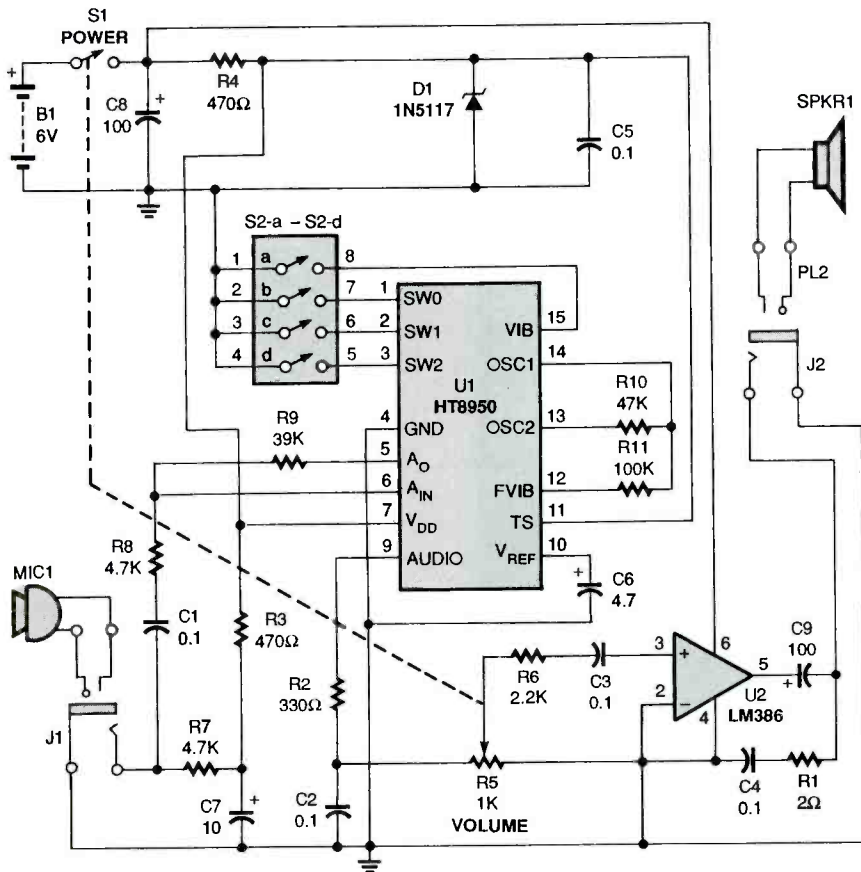 S1
POWER
+
B1
6V
C8
100
+
R4
470Ω
D1
1N5117
C5
0.1
SPKR1
PL2
J2
S2-a – S2-d
1 a 8
2 b 7
3 c 6
4 d 5
1 SW0
2 SW1
3 SW2
4 GND
5 AO
6 AIN
7 VDD
9 AUDIO
U1
HT8950
VIB 15
OSC1 14
OSC2 13
FVIB 12
TS 11
VREF 10
R10
47K
R11
100K
R9
39K
R8
4.7K
MIC1
C1
0.1
R3
470Ω
R2
330Ω
J1
R7
4.7K
C7
10
+
C2
0.1
R5
1K
VOLUME
R6
2.2K
C3
0.1
+
C6
4.7
3 +
2 –
6
5
4
U2
LM386
C9
100
+
C4
0.1
R1
2Ω